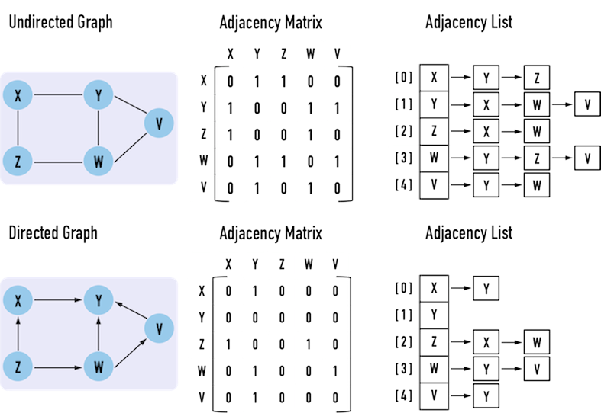 Undirected Graph
Adjacency Matrix
Adjacency List
X Y Z W V
X 0 1 1 0 0
Y 1 0 0 1 1
Z 1 0 0 1 0
W 0 1 1 0 1
V 0 1 0 1 0
X Y
V
Z W
[0] X Y Z
[1] Y X W V
[2] Z X W
[3] W Y Z V
[4] V Y W
Directed Graph
Adjacency Matrix
Adjacency List
X Y Z W V
X 0 1 0 0 0
Y 0 0 0 0 0
Z 1 0 0 1 0
W 0 1 0 0 1
V 0 1 0 0 0
X Y
V
Z W
[0] X Y
[1] Y
[2] Z X W
[3] W Y V
[4] V Y